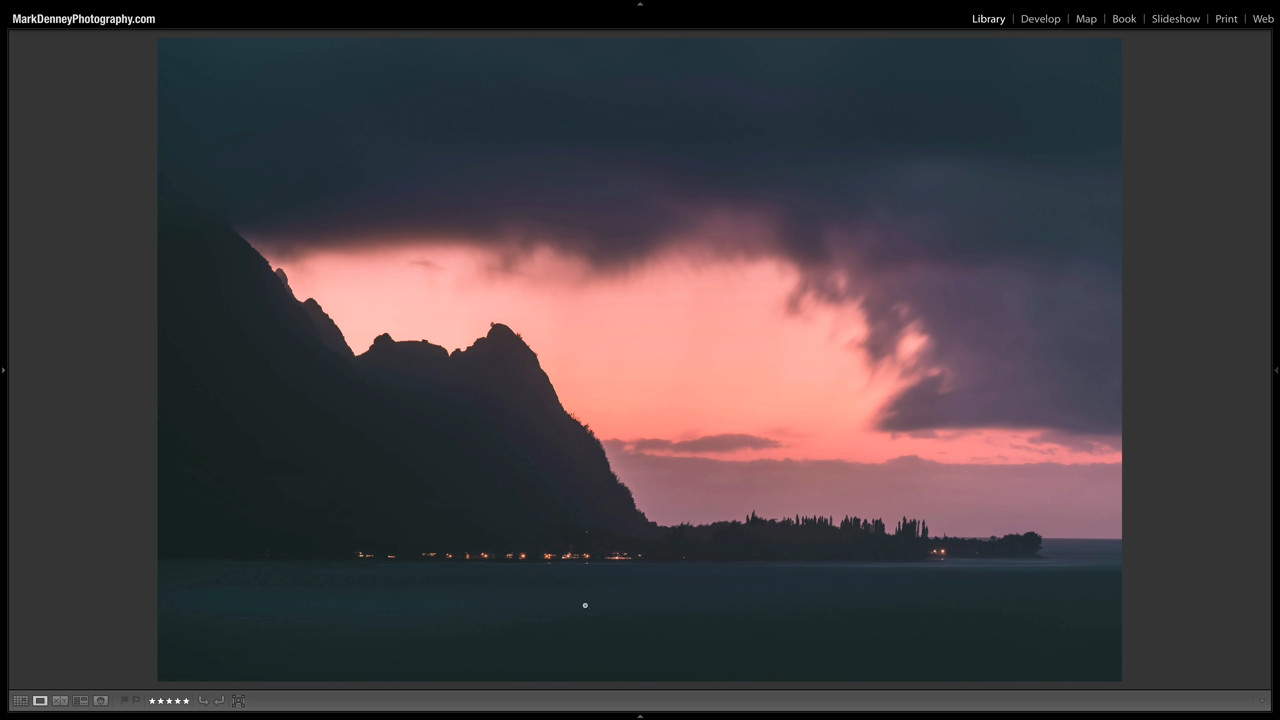 MarkDenneyPhotography.com
Library | Develop | Map | Book | Slideshow | Print | Web